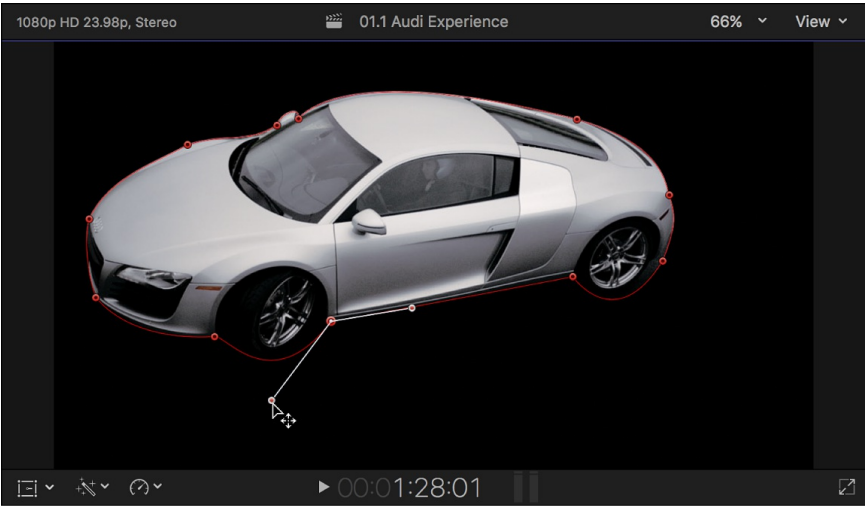 1080p HD 23.98p, Stereo
01.1 Audi Experience
66%
View
00:01:28:01